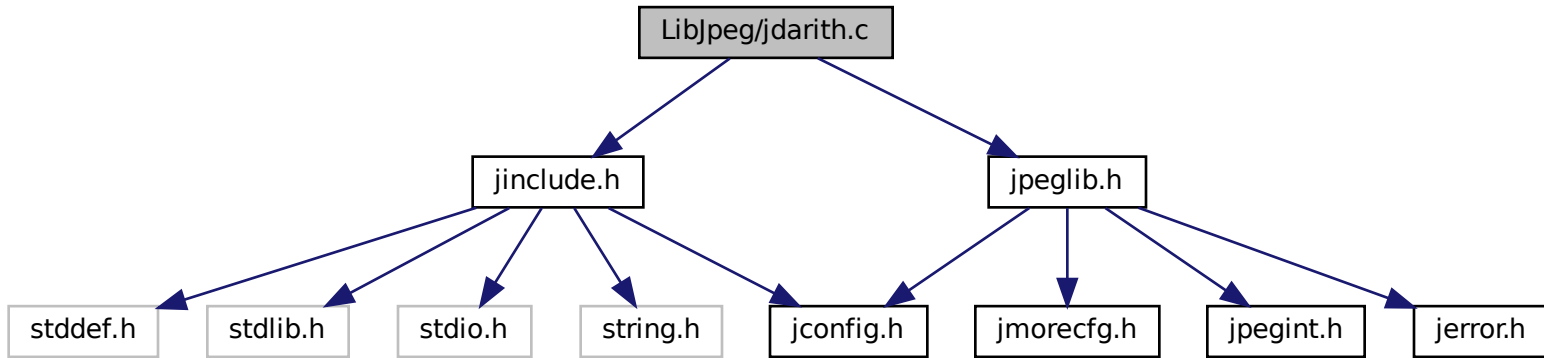 LibJpeg/jdarith.c
jinclude.h
jpeglib.h
stddef.h
stdlib.h
stdio.h
string.h
jconfig.h
jmorecfg.h
jpegint.h
jerror.h